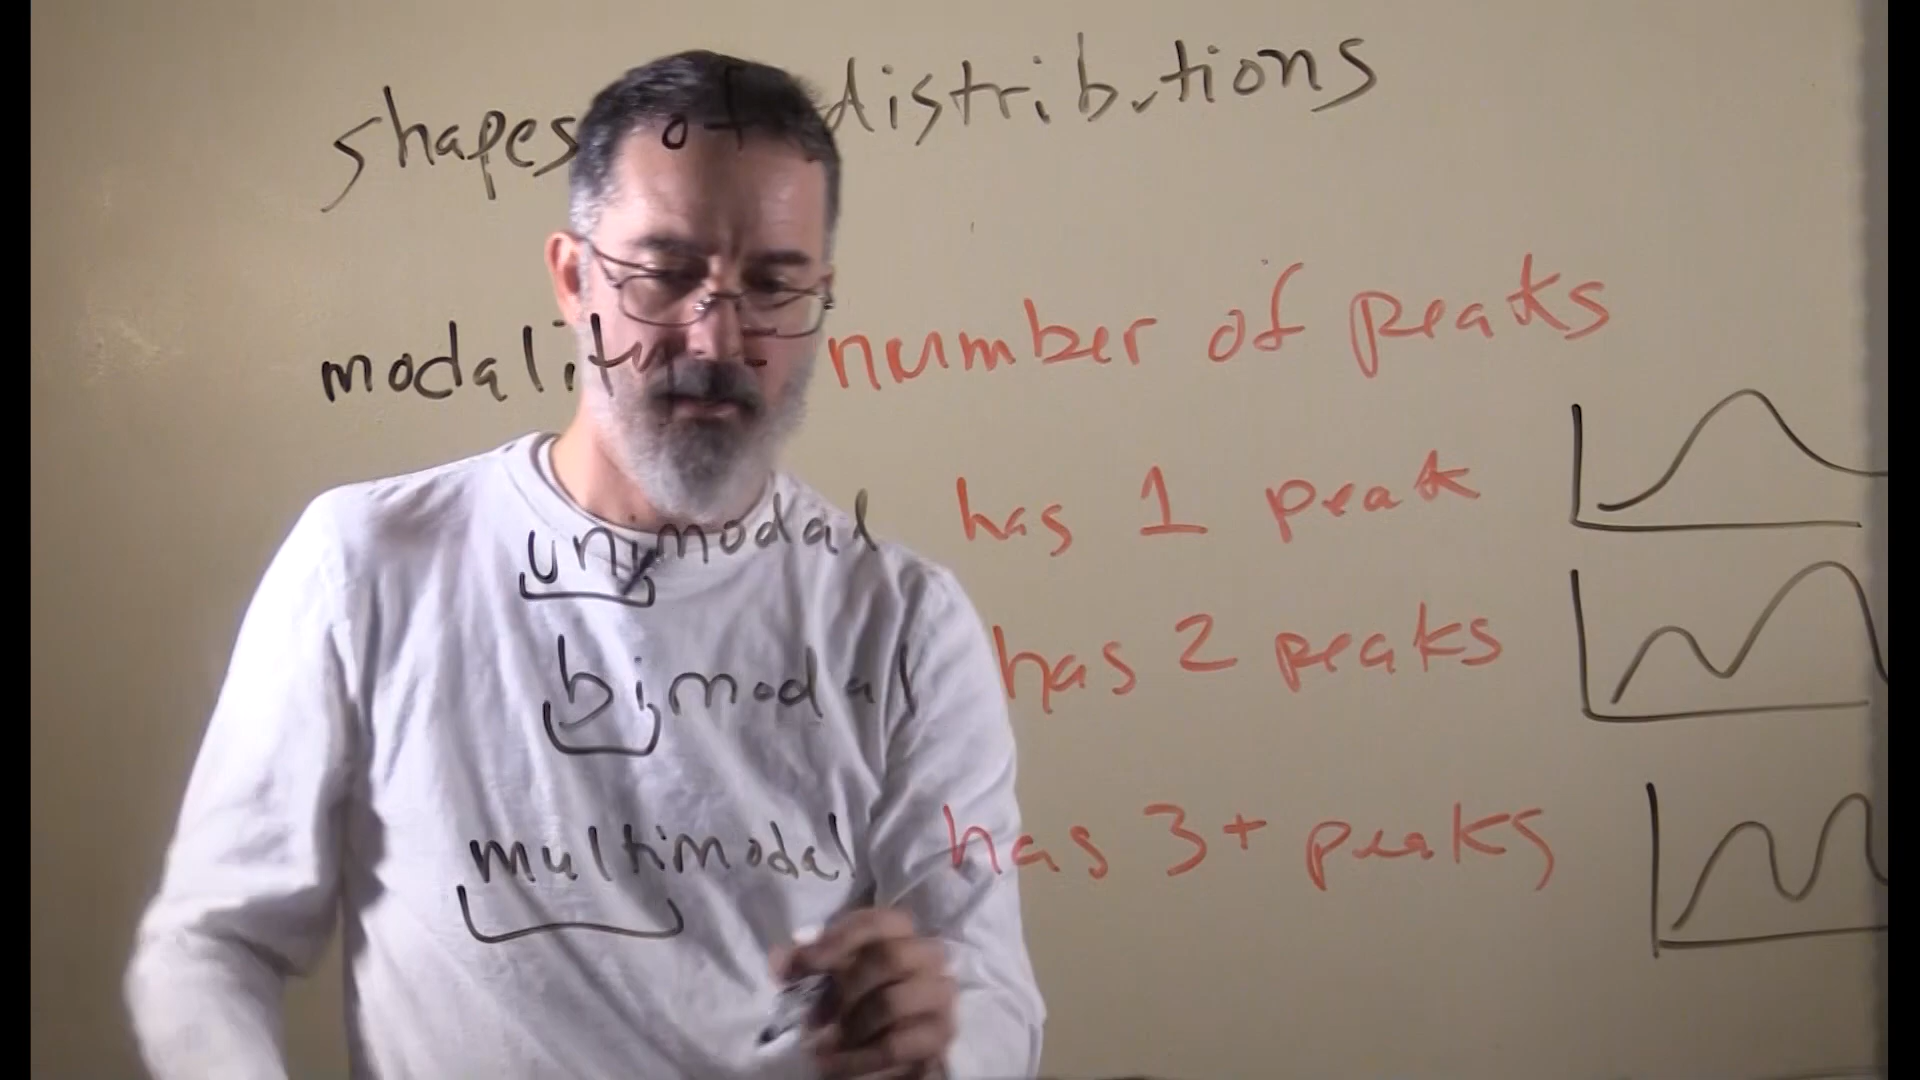 shapes of distributions
modality = number of peaks
unimodal has 1 peak
bimodal has 2 peaks
multimodal has 3+ peaks